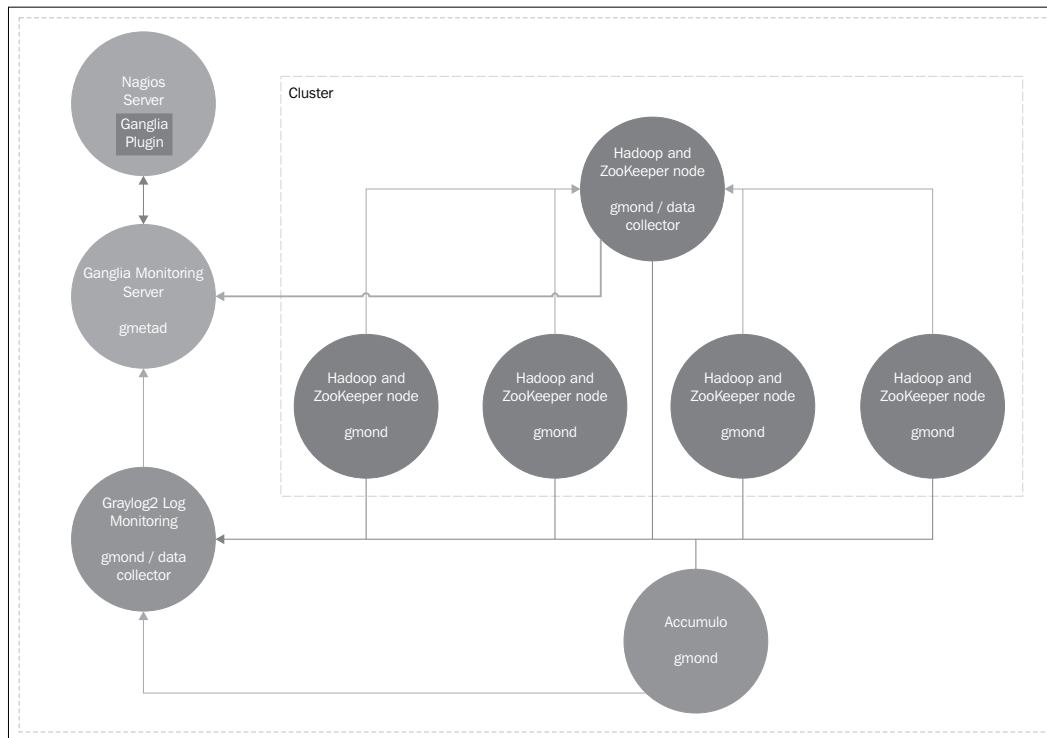 Nagios
Server
Ganglia
Plugin
Cluster
Hadoop and
ZooKeeper node
gmond / data
collector
Ganglia Monitoring
Server
gmetad
Hadoop and
ZooKeeper node
gmond
Hadoop and
ZooKeeper node
gmond
Hadoop and
ZooKeeper node
gmond
Hadoop and
ZooKeeper node
gmond
Graylog2 Log
Monitoring
gmond / data
collector
Accumulo
gmond